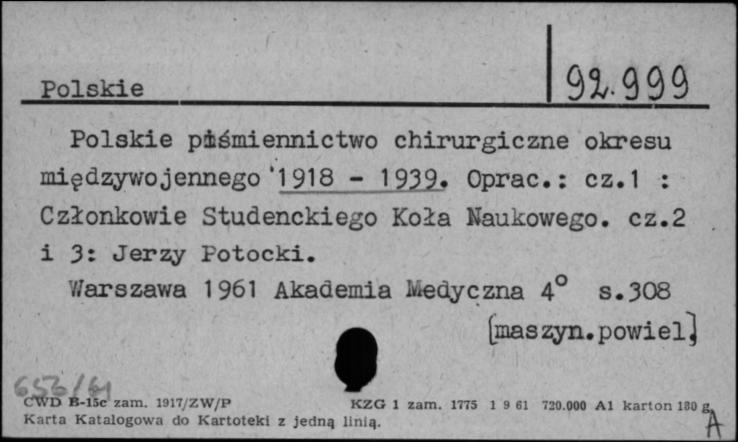 Polskie 92.999
Polskie piśmiennictwo chirurgiczne okresu
międzywojennego 1918 - 1939. Oprac.: cz.1 :
Członkowie Studenckiego Koła Naukowego. cz.2
i 3: Jerzy Potocki.
Warszawa 1961 Akademia Medyczna 4° s.308
[maszyn.powiel]
656/61
CWD B-15c zam. 1917/ZW/P KZG 1 zam. 1775 1 9 61 720.000 A1 karton 180 g.
Karta Katalogowa do Kartoteki z jedną linią.
A